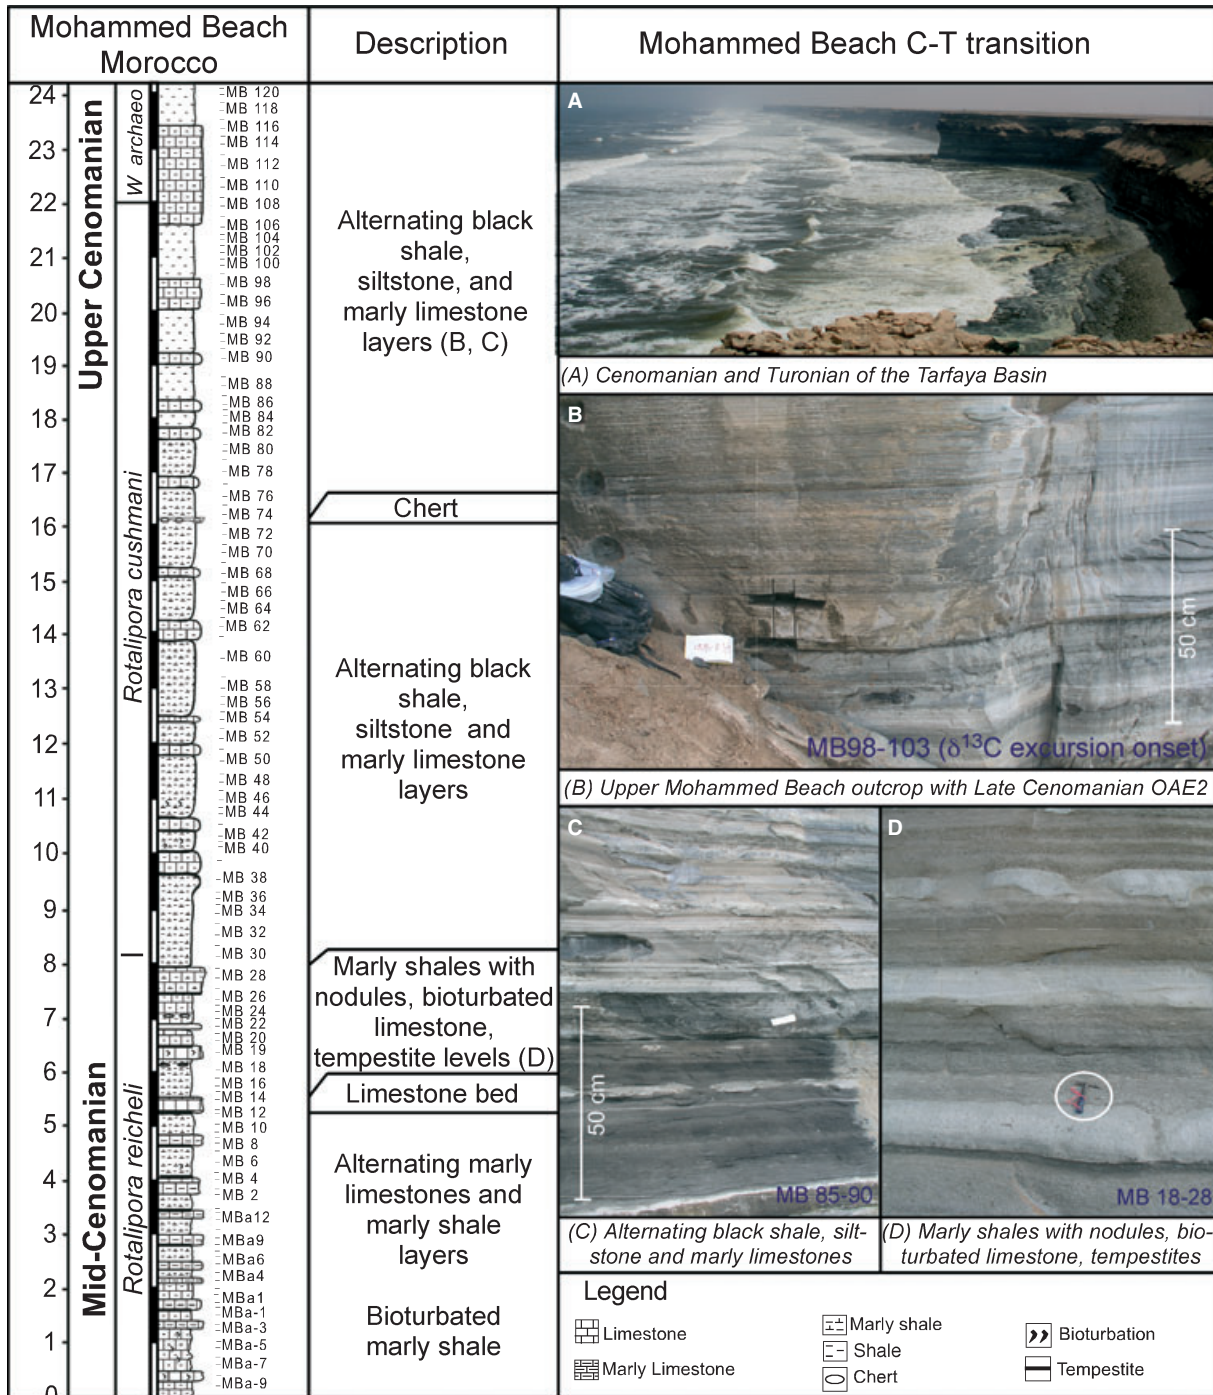 Mohammed Beach
Morocco
Description
Mohammed Beach C-T transition
24
23
22
21
20
19
18
17
16
15
14
13
12
11
10
9
8
7
6
5
4
3
2
1
0
Upper Cenomanian
Mid-Cenomanian
W archaeo
Rotalipora cushmani
Rotalipora reicheli
MB 120
MB 118
MB 116
MB 114
MB 112
MB 110
MB 108
MB 106
MB 104
MB 102
MB 100
MB 98
MB 96
MB 94
MB 92
MB 90
MB 88
MB 86
MB 84
MB 82
MB 80
MB 78
MB 76
MB 74
MB 72
MB 70
MB 68
MB 66
MB 64
MB 62
MB 60
MB 58
MB 56
MB 54
MB 52
MB 50
MB 48
MB 46
MB 44
MB 42
MB 40
MB 38
MB 36
MB 34
MB 32
MB 30
MB 28
MB 26
MB 24
MB 22
MB 20
MB 19
MB 18
MB 16
MB 14
MB 12
MB 10
MB 8
MB 6
MB 4
MB 2
MBa12
MBa9
MBa6
MBa4
MBa1
MBa-1
MBa-3
MBa-5
MBa-7
MBa-9
Alternating black
shale,
siltstone, and
marly limestone
layers (B, C)
Chert
Alternating black
shale,
siltstone and
marly limestone
layers
Marly shales with
nodules, bioturbated
limestone,
tempestite levels (D)
Limestone bed
Alternating marly
limestones and
marly shale
layers
Bioturbated
marly shale
A
(A) Cenomanian and Turonian of the Tarfaya Basin
B
50 cm
MB98-103 (δ¹³C excursion onset)
(B) Upper Mohammed Beach outcrop with Late Cenomanian OAE2
C
50 cm
MB 85-90
(C) Alternating black shale, silt-
stone and marly limestones
D
MB 18-28
(D) Marly shales with nodules, bio-
turbated limestone, tempestites
Legend
Limestone
Marly Limestone
Marly shale
Shale
Chert
Bioturbation
Tempestite